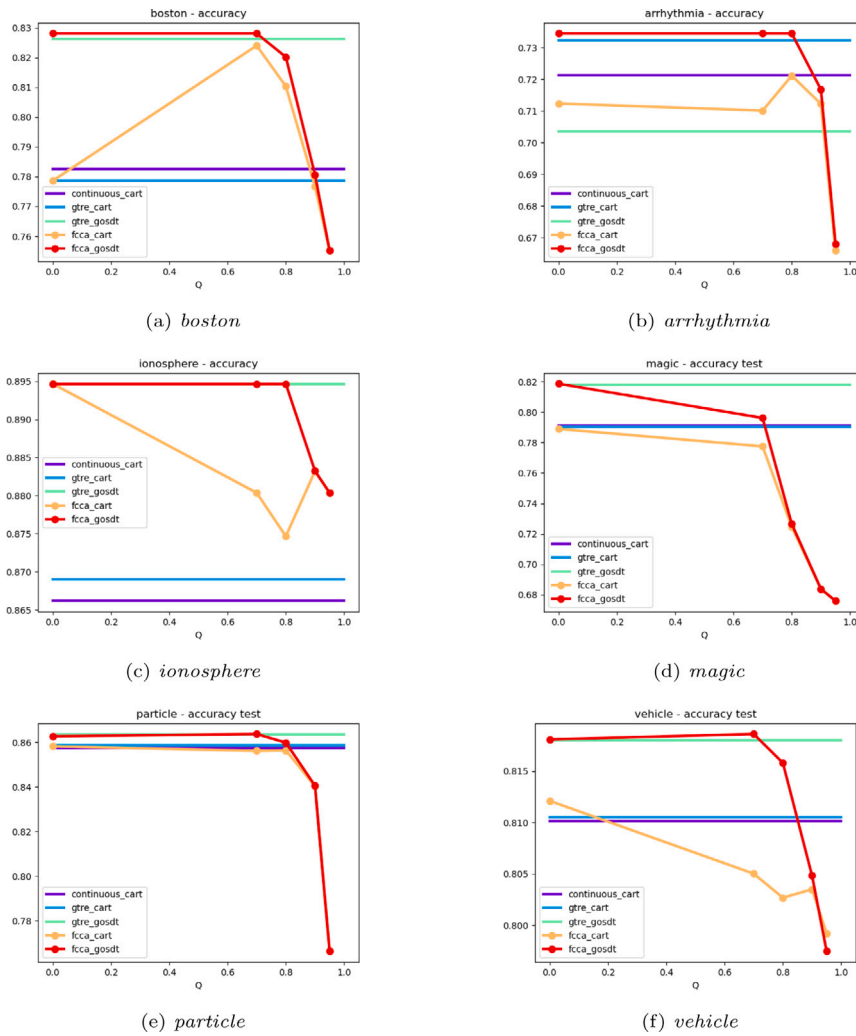 boston - accuracy
0.83
0.82
0.81
0.80
0.79
0.78
0.77
0.76
continuous_cart
gtre_cart
gtre_gosdt
fcca_cart
fcca_gosdt
0.0 0.2 0.4 0.6 0.8 1.0
Q
(a) boston
arrhythmia - accuracy
0.73
0.72
0.71
0.70
0.69
0.68
0.67
continuous_cart
gtre_cart
gtre_gosdt
fcca_cart
fcca_gosdt
0.0 0.2 0.4 0.6 0.8 1.0
Q
(b) arrhythmia
ionosphere - accuracy
0.895
0.890
0.885
0.880
0.875
0.870
0.865
continuous_cart
gtre_cart
gtre_gosdt
fcca_cart
fcca_gosdt
0.0 0.2 0.4 0.6 0.8 1.0
Q
(c) ionosphere
magic - accuracy test
0.82
0.80
0.78
0.76
0.74
0.72
0.70
0.68
continuous_cart
gtre_cart
gtre_gosdt
fcca_cart
fcca_gosdt
0.0 0.2 0.4 0.6 0.8 1.0
Q
(d) magic
particle - accuracy test
0.86
0.84
0.82
0.80
0.78
continuous_cart
gtre_cart
gtre_gosdt
fcca_cart
fcca_gosdt
0.0 0.2 0.4 0.6 0.8 1.0
Q
(e) particle
vehicle - accuracy test
0.815
0.810
0.805
0.800
continuous_cart
gtre_cart
gtre_gosdt
fcca_cart
fcca_gosdt
0.0 0.2 0.4 0.6 0.8 1.0
Q
(f) vehicle